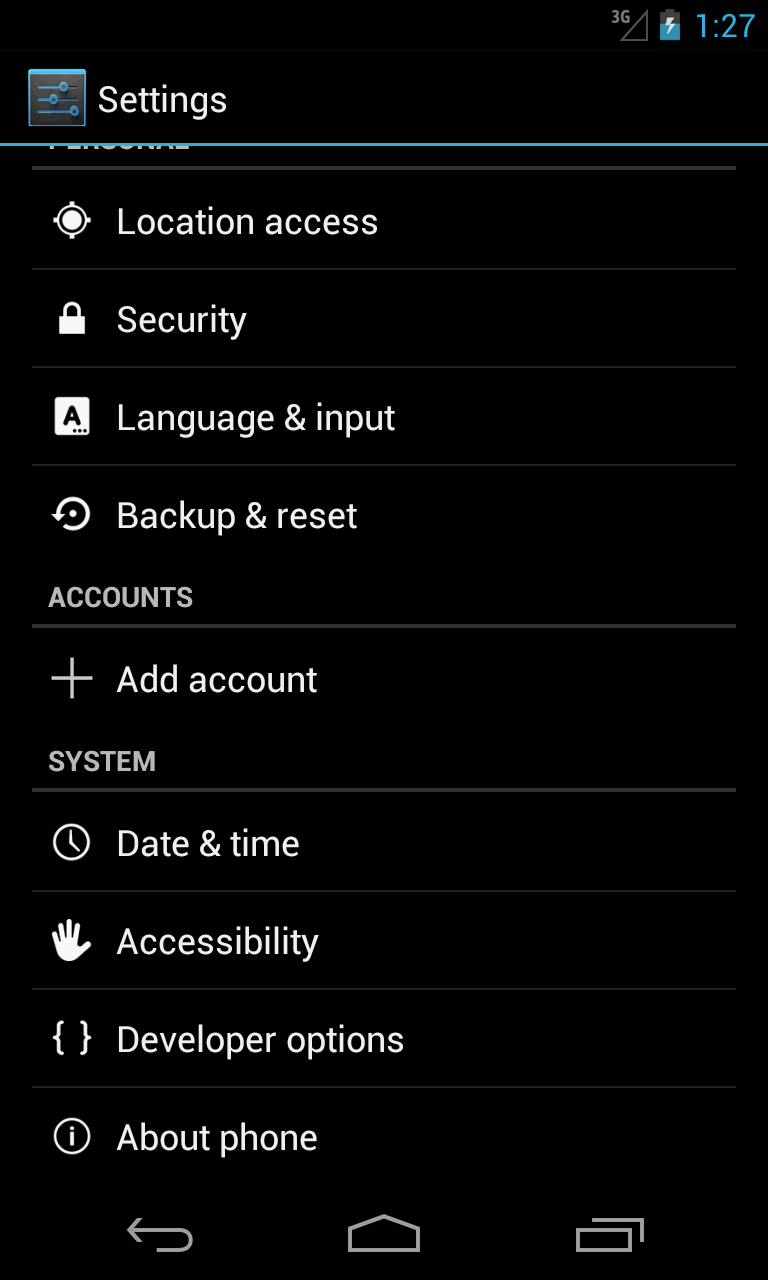 3G 1:27
Settings
PERSONAL
Location access
Security
Language & input
Backup & reset
ACCOUNTS
Add account
SYSTEM
Date & time
Accessibility
Developer options
About phone